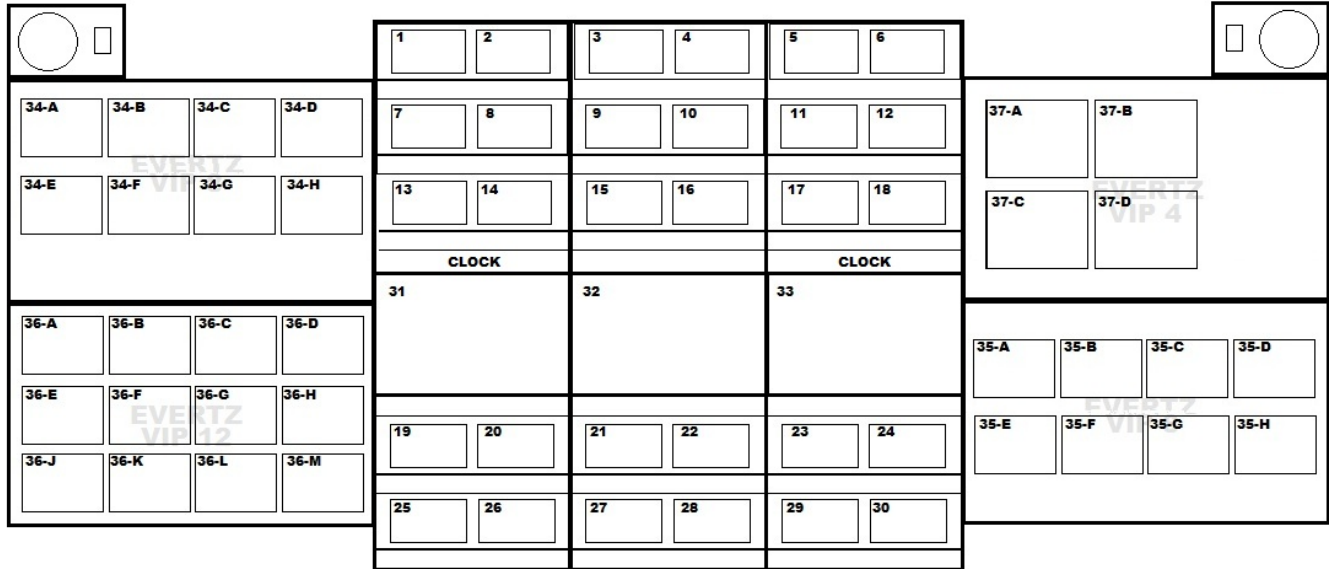 1 2 3 4 5 6
34-A 34-B 34-C 34-D
7 8 9 10 11 12
37-A 37-B
EVERTZ
VIP
34-E 34-F 34-G 34-H
13 14 15 16 17 18
EVERTZ
VIP 4
37-C 37-D
CLOCK CLOCK
31 32 33
36-A 36-B 36-C 36-D
35-A 35-B 35-C 35-D
36-E 36-F 36-G 36-H
EVERTZ
VIP 12
EVERTZ
VIP
35-E 35-F 35-G 35-H
19 20 21 22 23 24
36-J 36-K 36-L 36-M
25 26 27 28 29 30